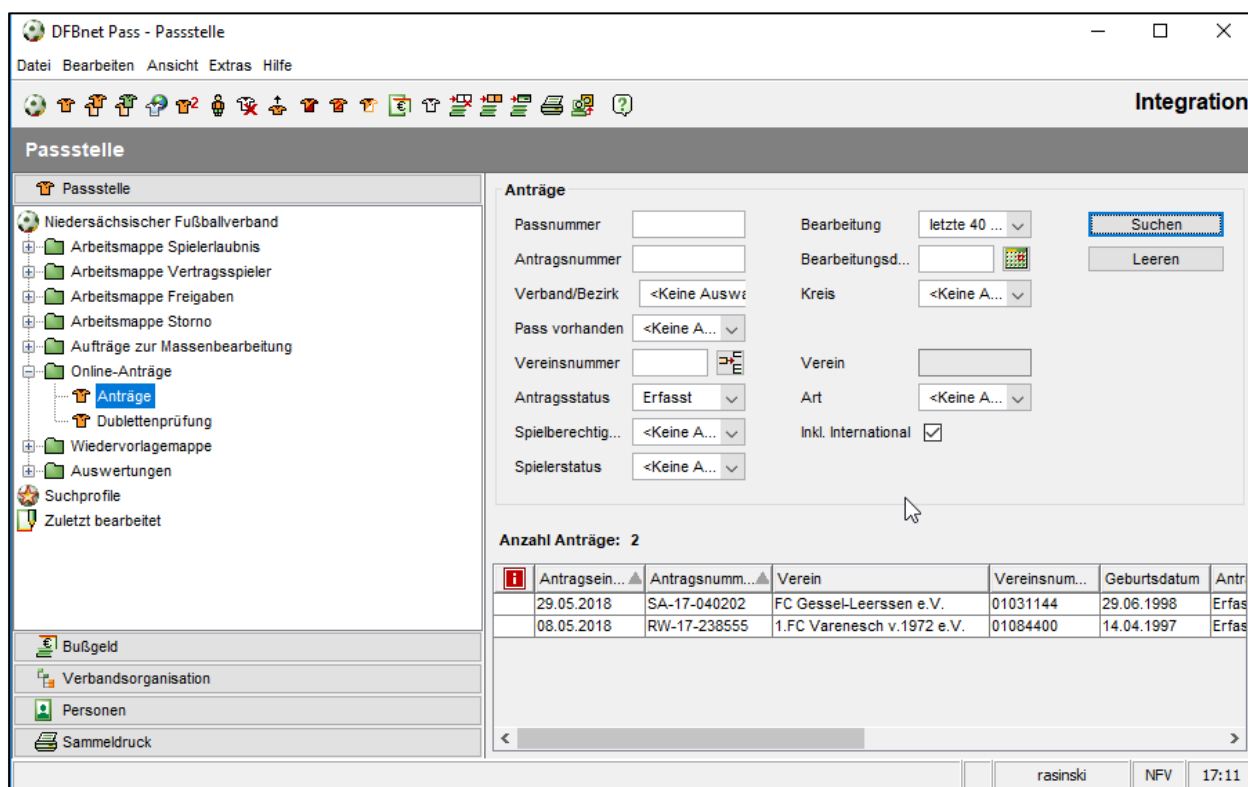 DFBnet Pass - Passstelle
Datei Bearbeiten Ansicht Extras Hilfe
Integration
Passstelle
Passstelle
Niedersächsischer Fußballverband
Arbeitsmappe Spielerlaubnis
Arbeitsmappe Vertragsspieler
Arbeitsmappe Freigaben
Arbeitsmappe Storno
Aufträge zur Massenbearbeitung
Online-Anträge
Anträge
Dublettenprüfung
Wiedervorlagemappe
Auswertungen
Suchprofile
Zuletzt bearbeitet
Bußgeld
Verbandsorganisation
Personen
Sammeldruck
Anträge
Passnummer Bearbeitung letzte 40 ... Suchen
Antragsnummer Bearbeitungsd... Leeren
Verband/Bezirk <Keine Auswa Kreis <Keine A...
Pass vorhanden <Keine A...
Vereinsnummer Verein
Antragsstatus Erfasst Art <Keine A...
Spielberechtig... <Keine A... Inkl. International
Spielerstatus <Keine A...
Anzahl Anträge: 2
Antragsein... Antragsnumm... Verein Vereinsnum... Geburtsdatum Antr
29.05.2018 SA-17-040202 FC Gessel-Leerssen e.V. 01031144 29.06.1998 Erfas
08.05.2018 RW-17-238555 1.FC Varenesch v.1972 e.V. 01084400 14.04.1997 Erfas
rasinski NFV 17:11